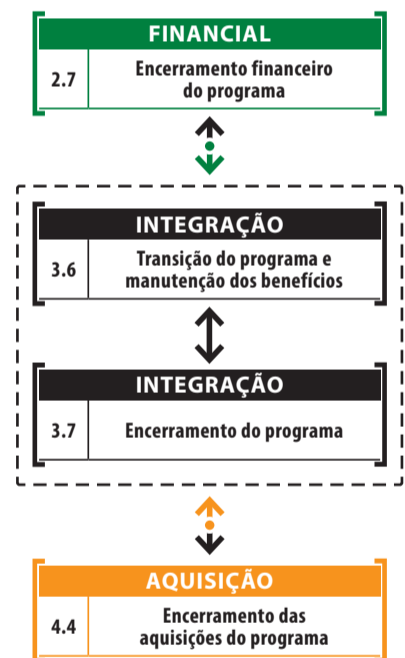 FINANCIAL
2.7
Encerramento financeiro
do programa
INTEGRAÇÃO
3.6
Transição do programa e
manutenção dos benefícios
INTEGRAÇÃO
3.7
Encerramento do programa
AQUISIÇÃO
4.4
Encerramento das
aquisições do programa